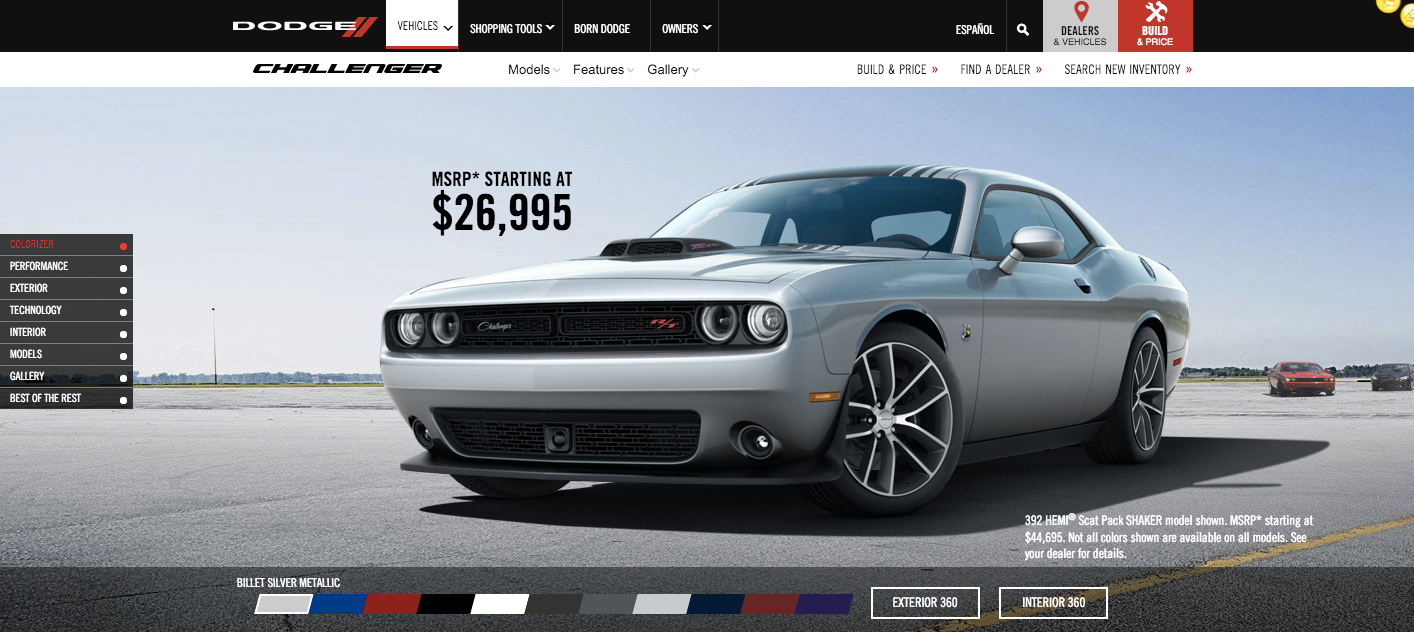 DODGE
VEHICLES
SHOPPING TOOLS
BORN DODGE
OWNERS
ESPAÑOL
DEALERS
& VEHICLES
BUILD
& PRICE
CHALLENGER
Models
Features
Gallery
BUILD & PRICE »
FIND A DEALER »
SEARCH NEW INVENTORY »
MSRP* STARTING AT
$26,995
COLORIZER
PERFORMANCE
EXTERIOR
TECHNOLOGY
INTERIOR
MODELS
GALLERY
BEST OF THE REST
Challenger
R/T
392 HEMI® Scat Pack SHAKER model shown. MSRP* starting at
$44,695. Not all colors shown are available on all models. See
your dealer for details.
BILLET SILVER METALLIC
EXTERIOR 360
INTERIOR 360